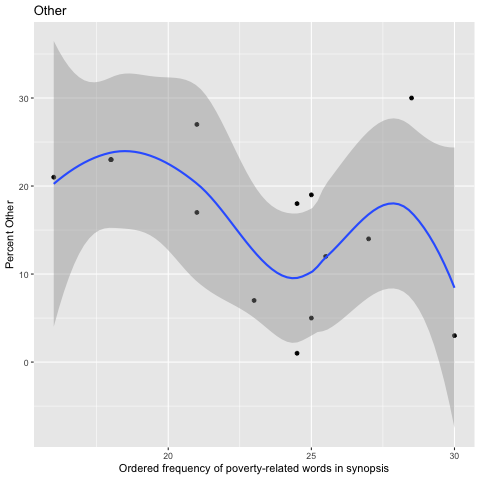 Other
Percent Other
30
20
10
0
20
25
30
Ordered frequency of poverty-related words in synopsis